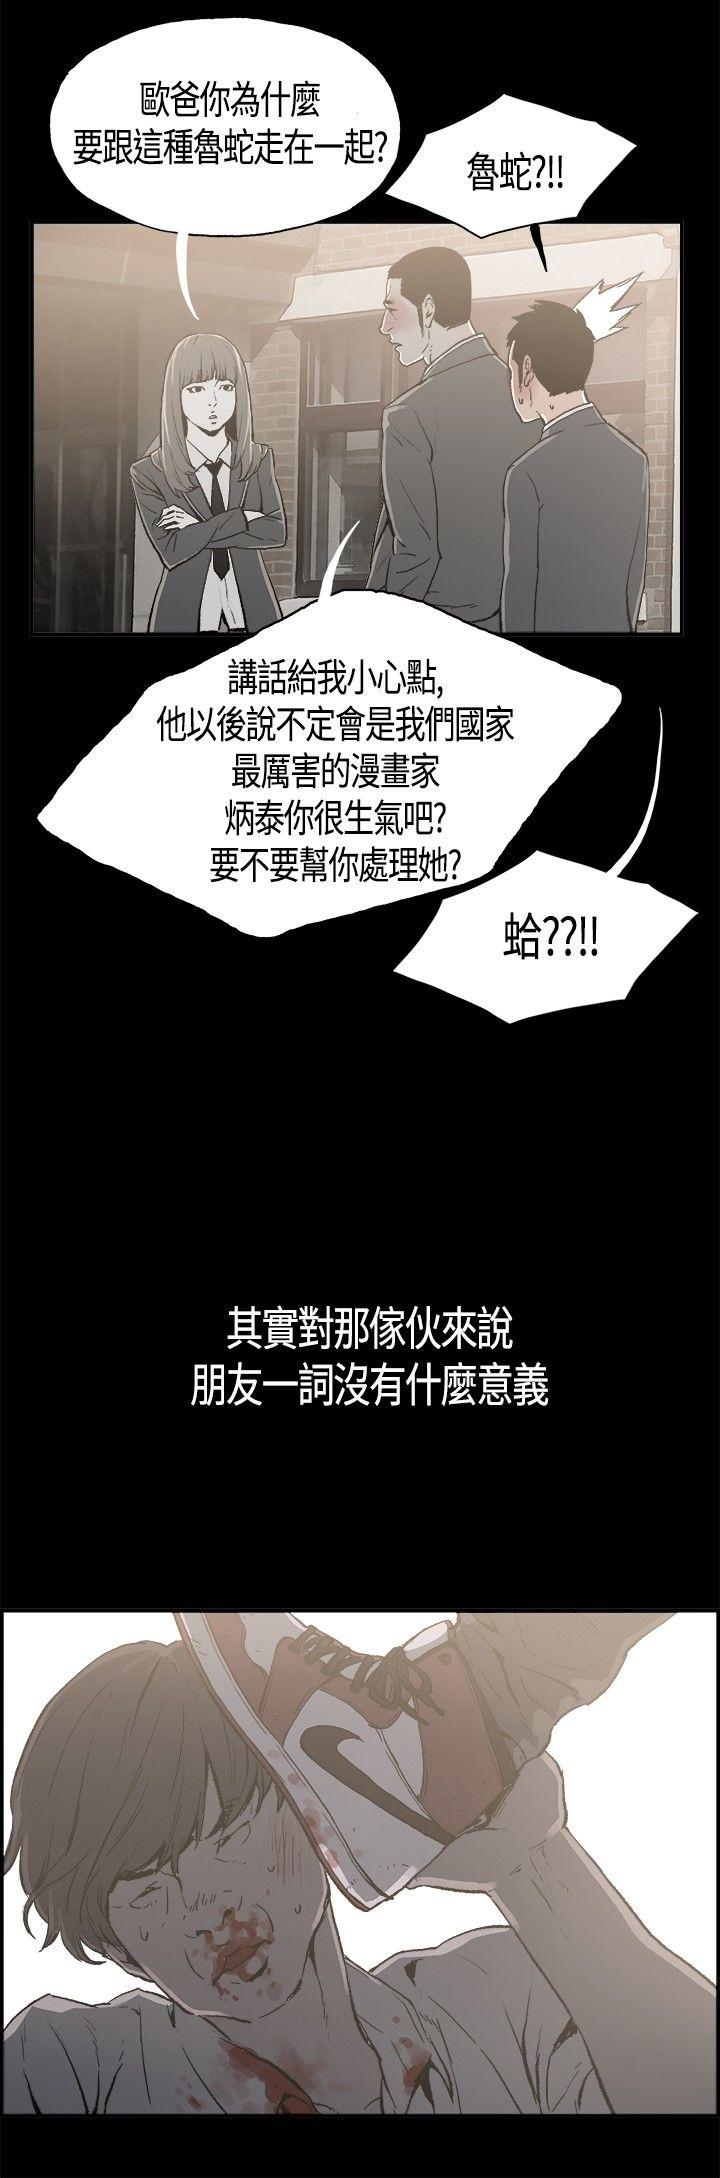 歐爸你為什麼
要跟這種魯蛇走在一起?
魯蛇?!!
講話給我小心點,
他以後說不定會是我們國家
最厲害的漫畫家
炳泰你很生氣吧?
要不要幫你處理她?
蛤??!!
其實對那傢伙來說
朋友一詞沒有什麼意義